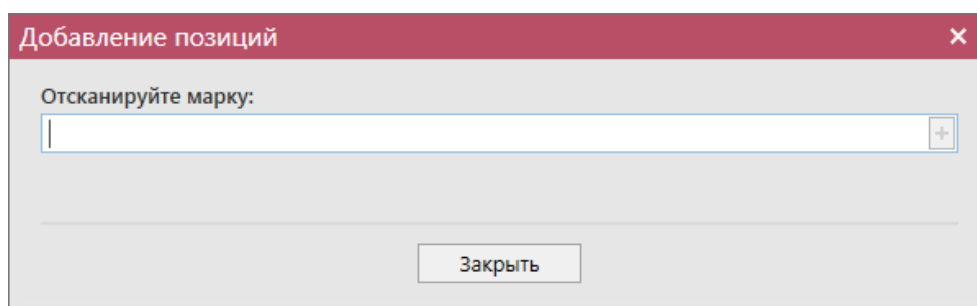 Добавление позиций
Отсканируйте марку:
Закрыть